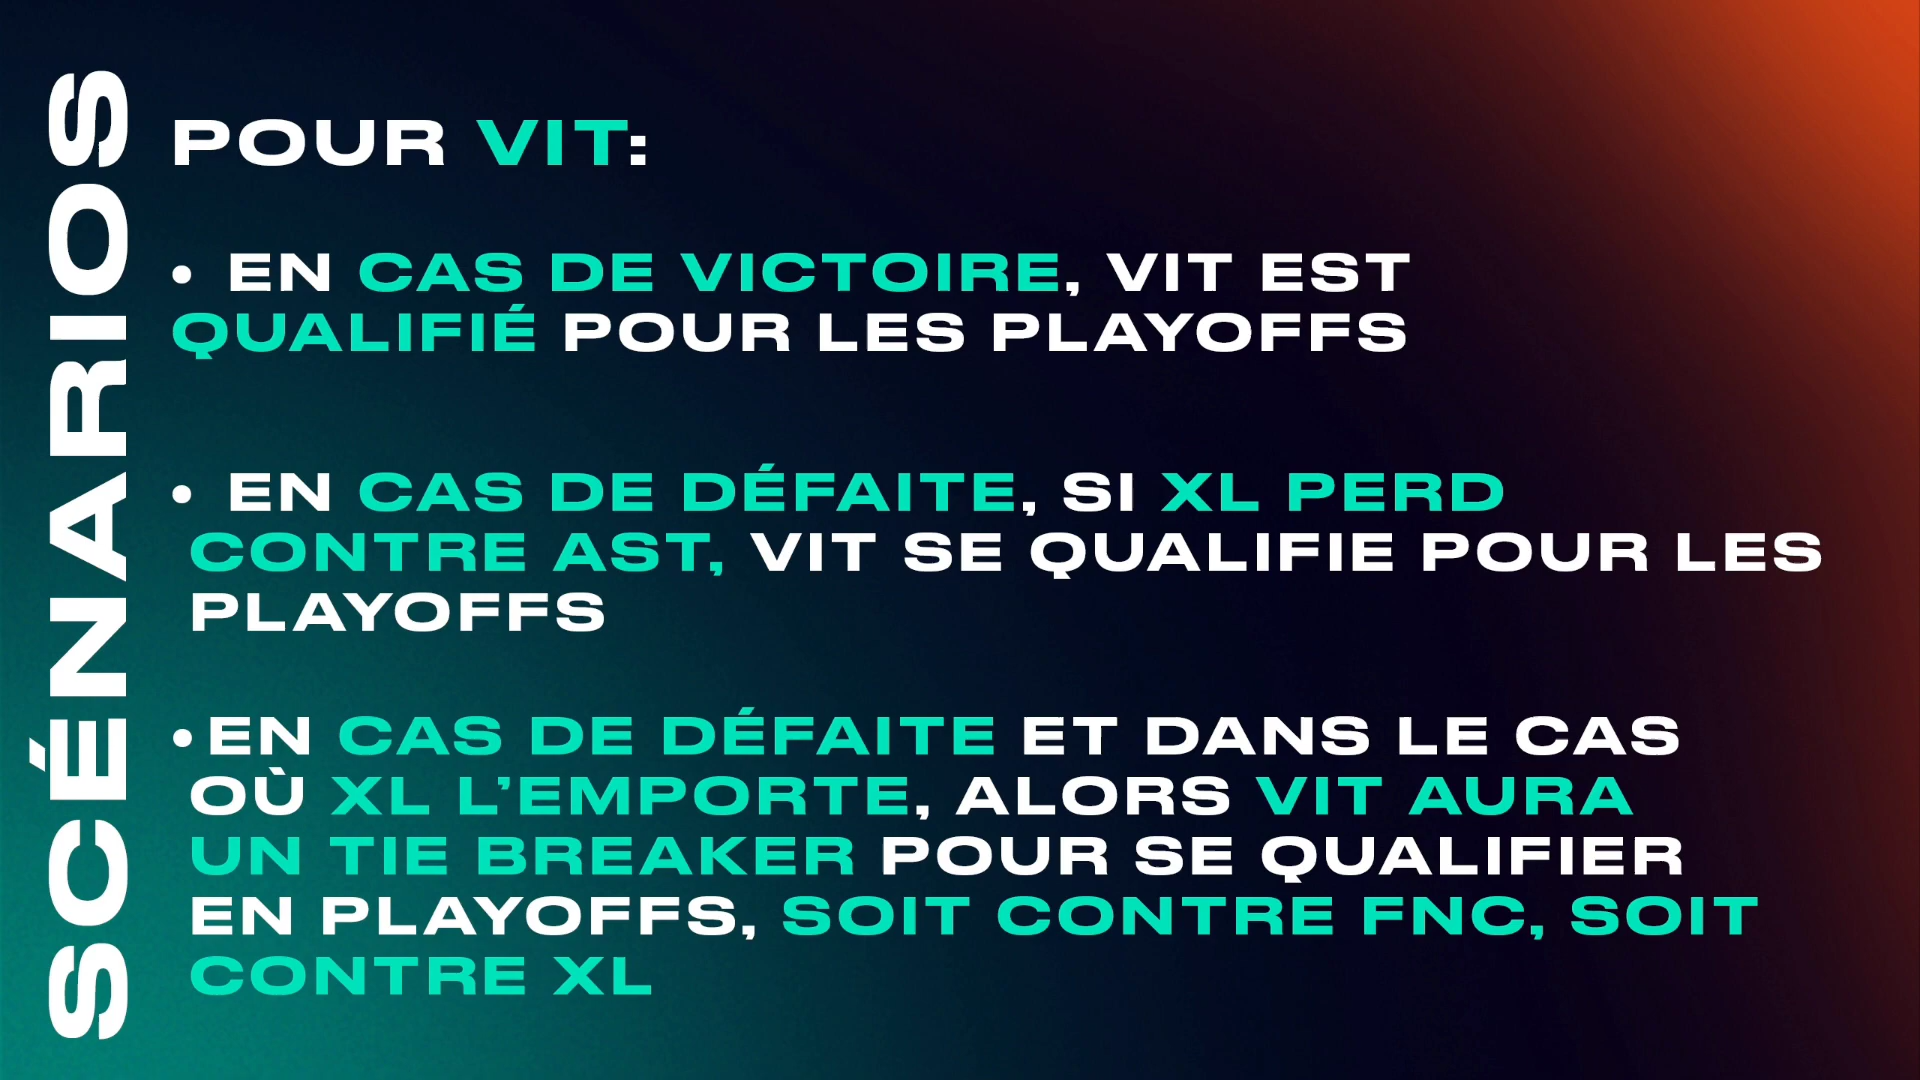 SCÉNARIOS
POUR VIT:
• EN CAS DE VICTOIRE, VIT EST
QUALIFIÉ POUR LES PLAYOFFS
• EN CAS DE DÉFAITE, SI XL PERD
CONTRE AST, VIT SE QUALIFIE POUR LES
PLAYOFFS
• EN CAS DE DÉFAITE ET DANS LE CAS
OÙ XL L’EMPORTE, ALORS VIT AURA
UN TIE BREAKER POUR SE QUALIFIER
EN PLAYOFFS, SOIT CONTRE FNC, SOIT
CONTRE XL